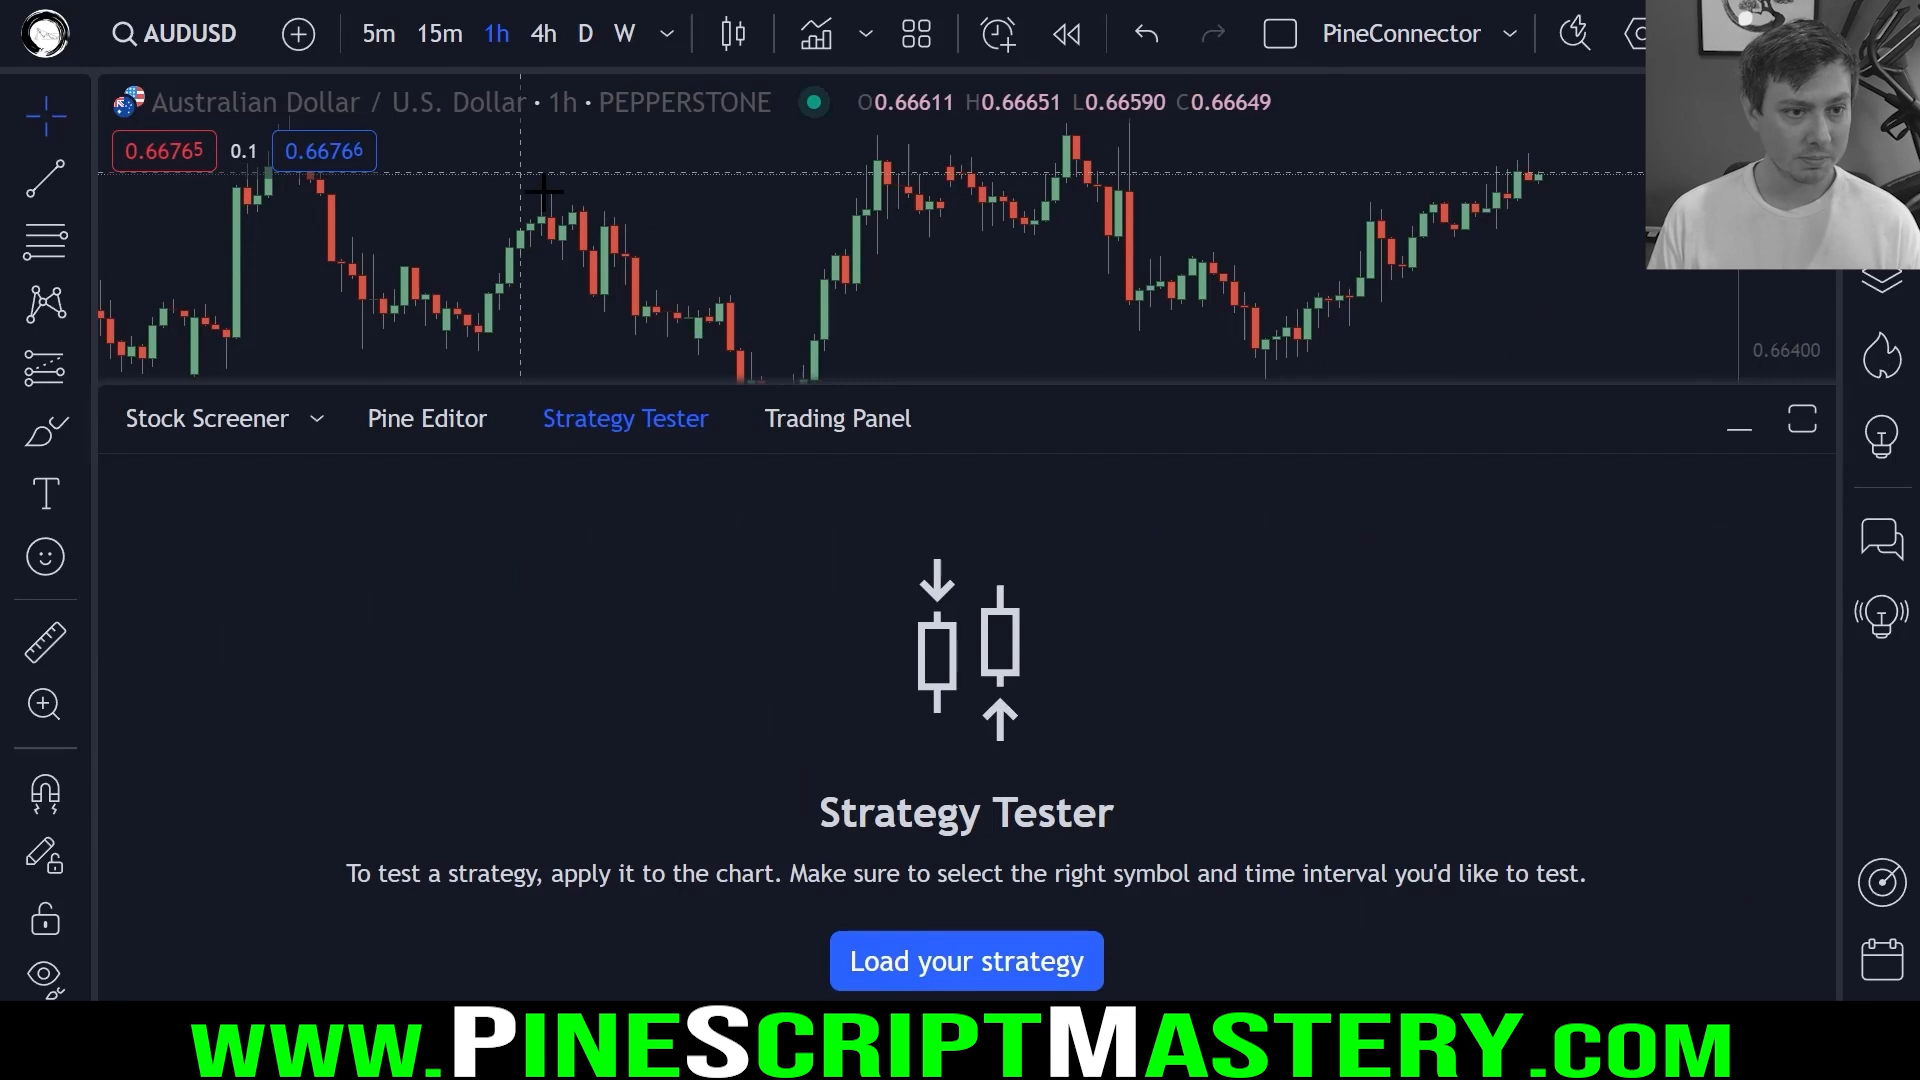 AUDUSD 5m 15m 1h 4h D W PineConnector
Australian Dollar / U.S. Dollar · 1h · PEPPERSTONE O0.66611 H0.66651 L0.66590 C0.66649
0.66765 0.1 0.66766
0.66400
Stock Screener Pine Editor Strategy Tester Trading Panel
Strategy Tester
To test a strategy, apply it to the chart. Make sure to select the right symbol and time interval you'd like to test.
Load your strategy
www.PineScriptMastery.com